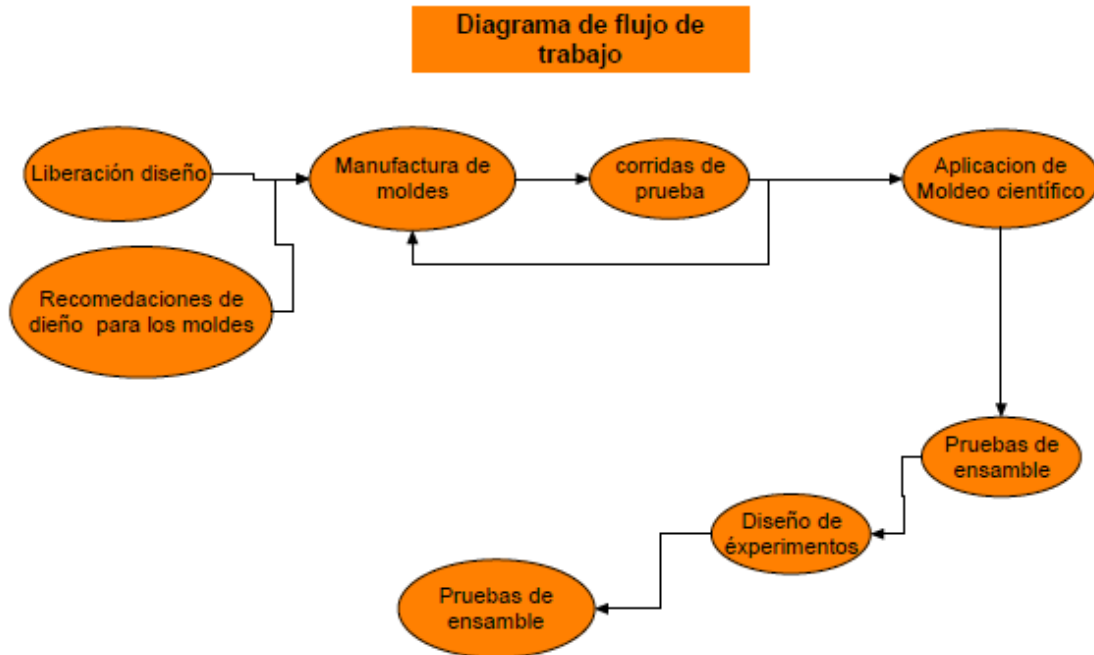 Diagrama de flujo de
trabajo
Liberación diseño
Manufactura de
moldes
corridas de
prueba
Aplicacion de
Moldeo científico
Recomedaciones de
dieño para los moldes
Pruebas de
ensamble
Diseño de
éxperimentos
Pruebas de
ensamble